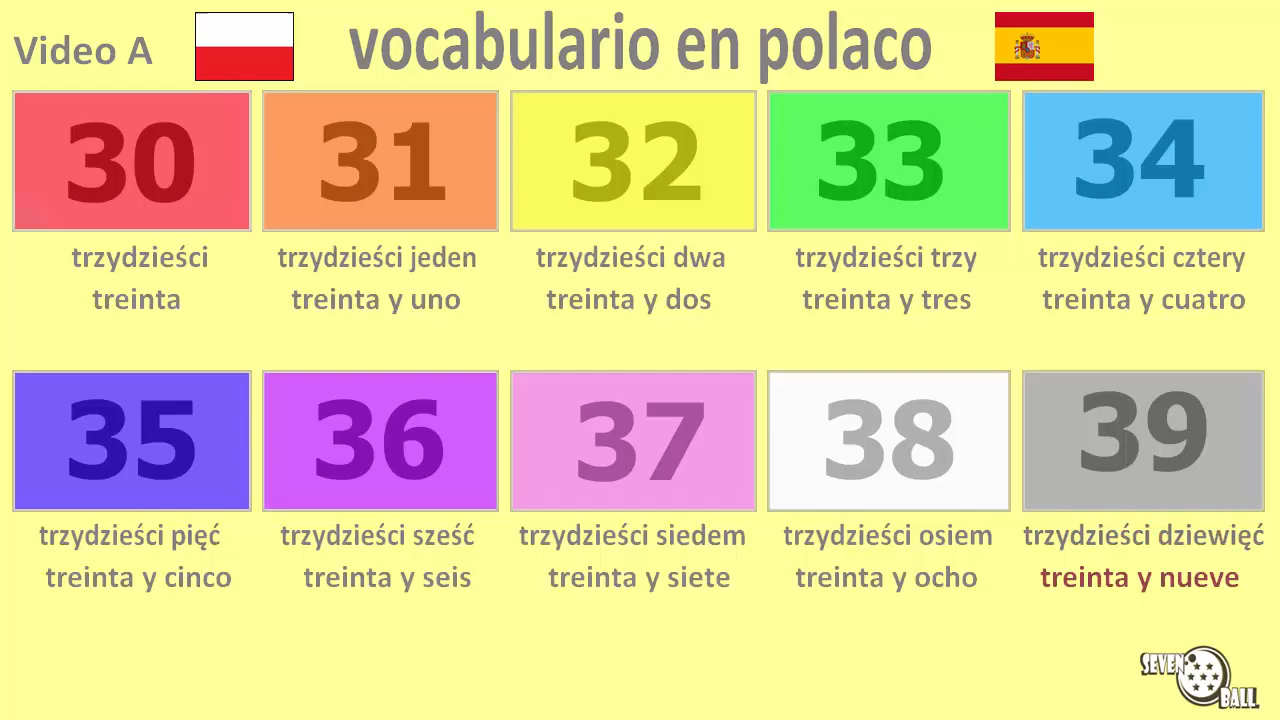 Video A
vocabulario en polaco
30
31
32
33
34
trzydzieści
trzydzieści jeden
trzydzieści dwa
trzydzieści trzy
trzydzieści cztery
treinta
treinta y uno
treinta y dos
treinta y tres
treinta y cuatro
35
36
37
38
39
trzydzieści pięć
trzydzieści sześć
trzydzieści siedem
trzydzieści osiem
trzydzieści dziewięć
treinta y cinco
treinta y seis
treinta y siete
treinta y ocho
treinta y nueve
SEVEN
BALL